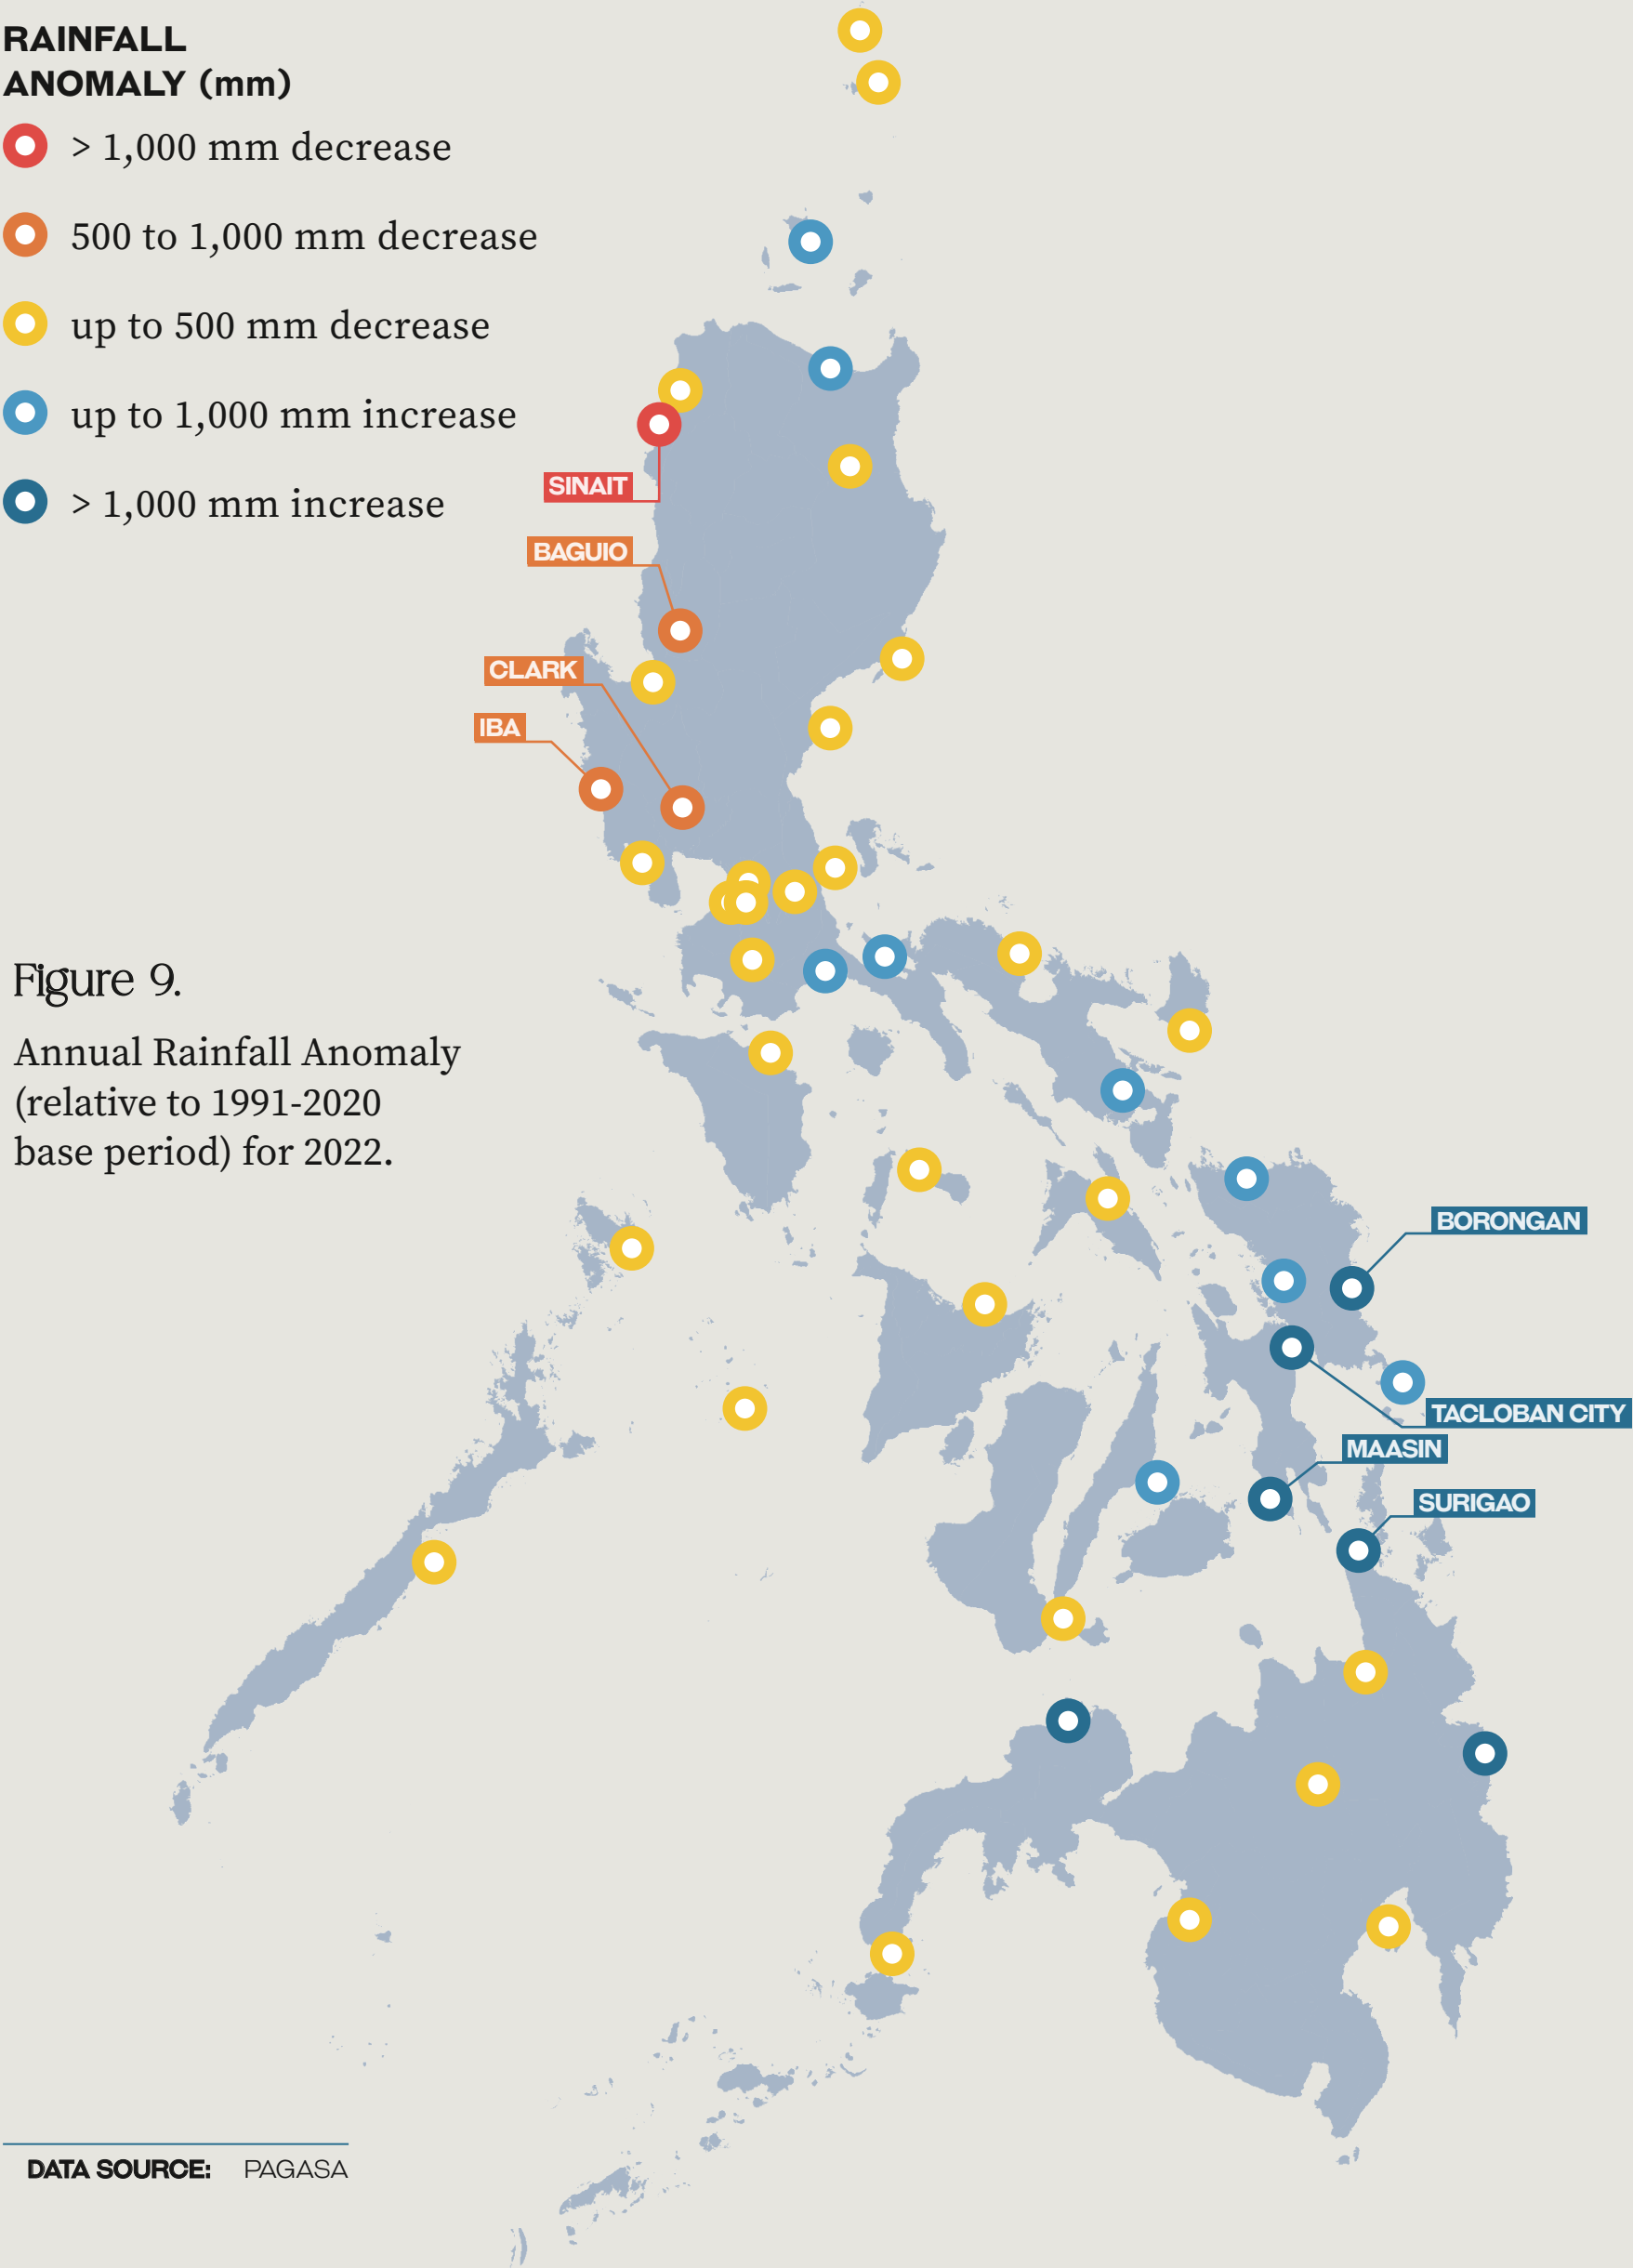 RAINFALL
ANOMALY (mm)
> 1,000 mm decrease
500 to 1,000 mm decrease
up to 500 mm decrease
up to 1,000 mm increase
> 1,000 mm increase
SINAIT
BAGUIO
CLARK
IBA
Figure 9.
Annual Rainfall Anomaly
(relative to 1991-2020
base period) for 2022.
BORONGAN
TACLOBAN CITY
MAASIN
SURIGAO
DATA SOURCE: PAGASA